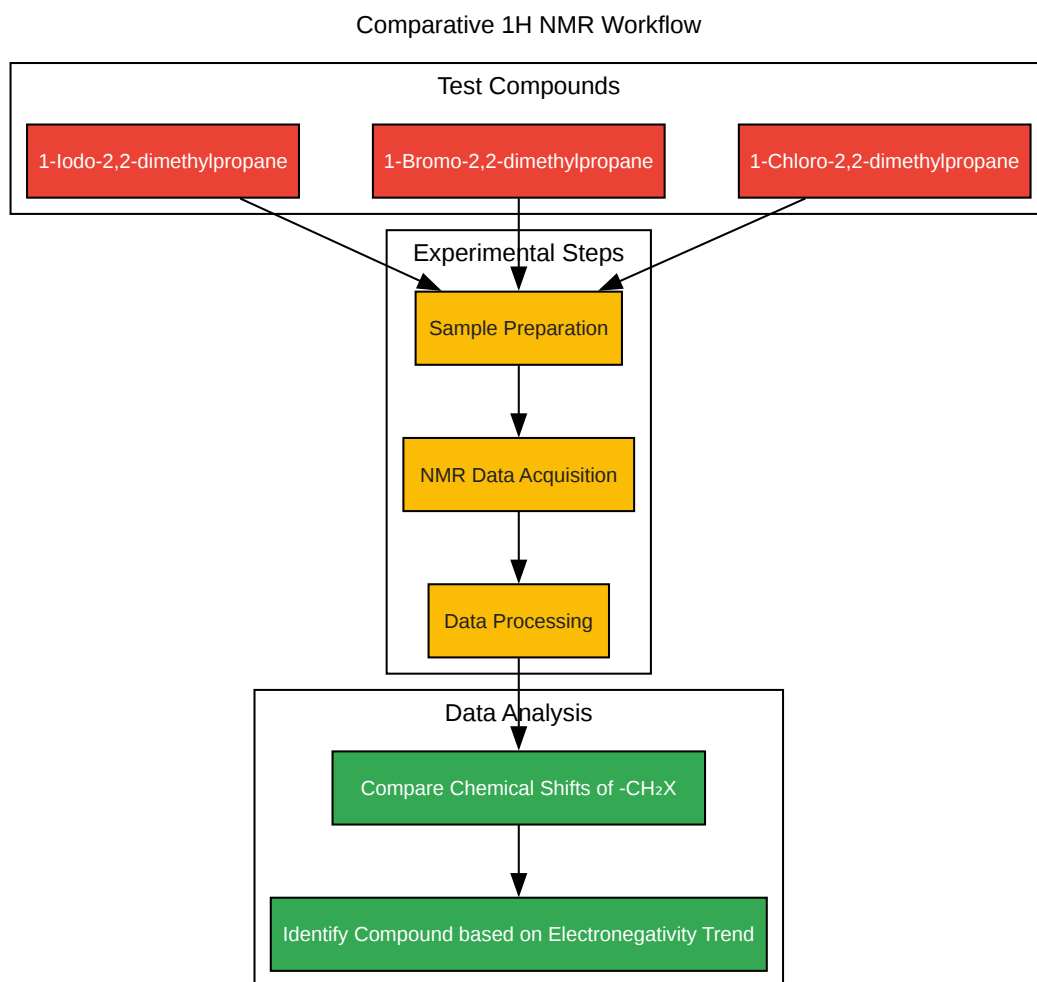 Comparative 1H NMR Workflow
Test Compounds
1-Iodo-2,2-dimethylpropane
1-Bromo-2,2-dimethylpropane
1-Chloro-2,2-dimethylpropane
Experimental Steps
Sample Preparation
NMR Data Acquisition
Data Processing
Data Analysis
Compare Chemical Shifts of -CH₂X
Identify Compound based on Electronegativity Trend